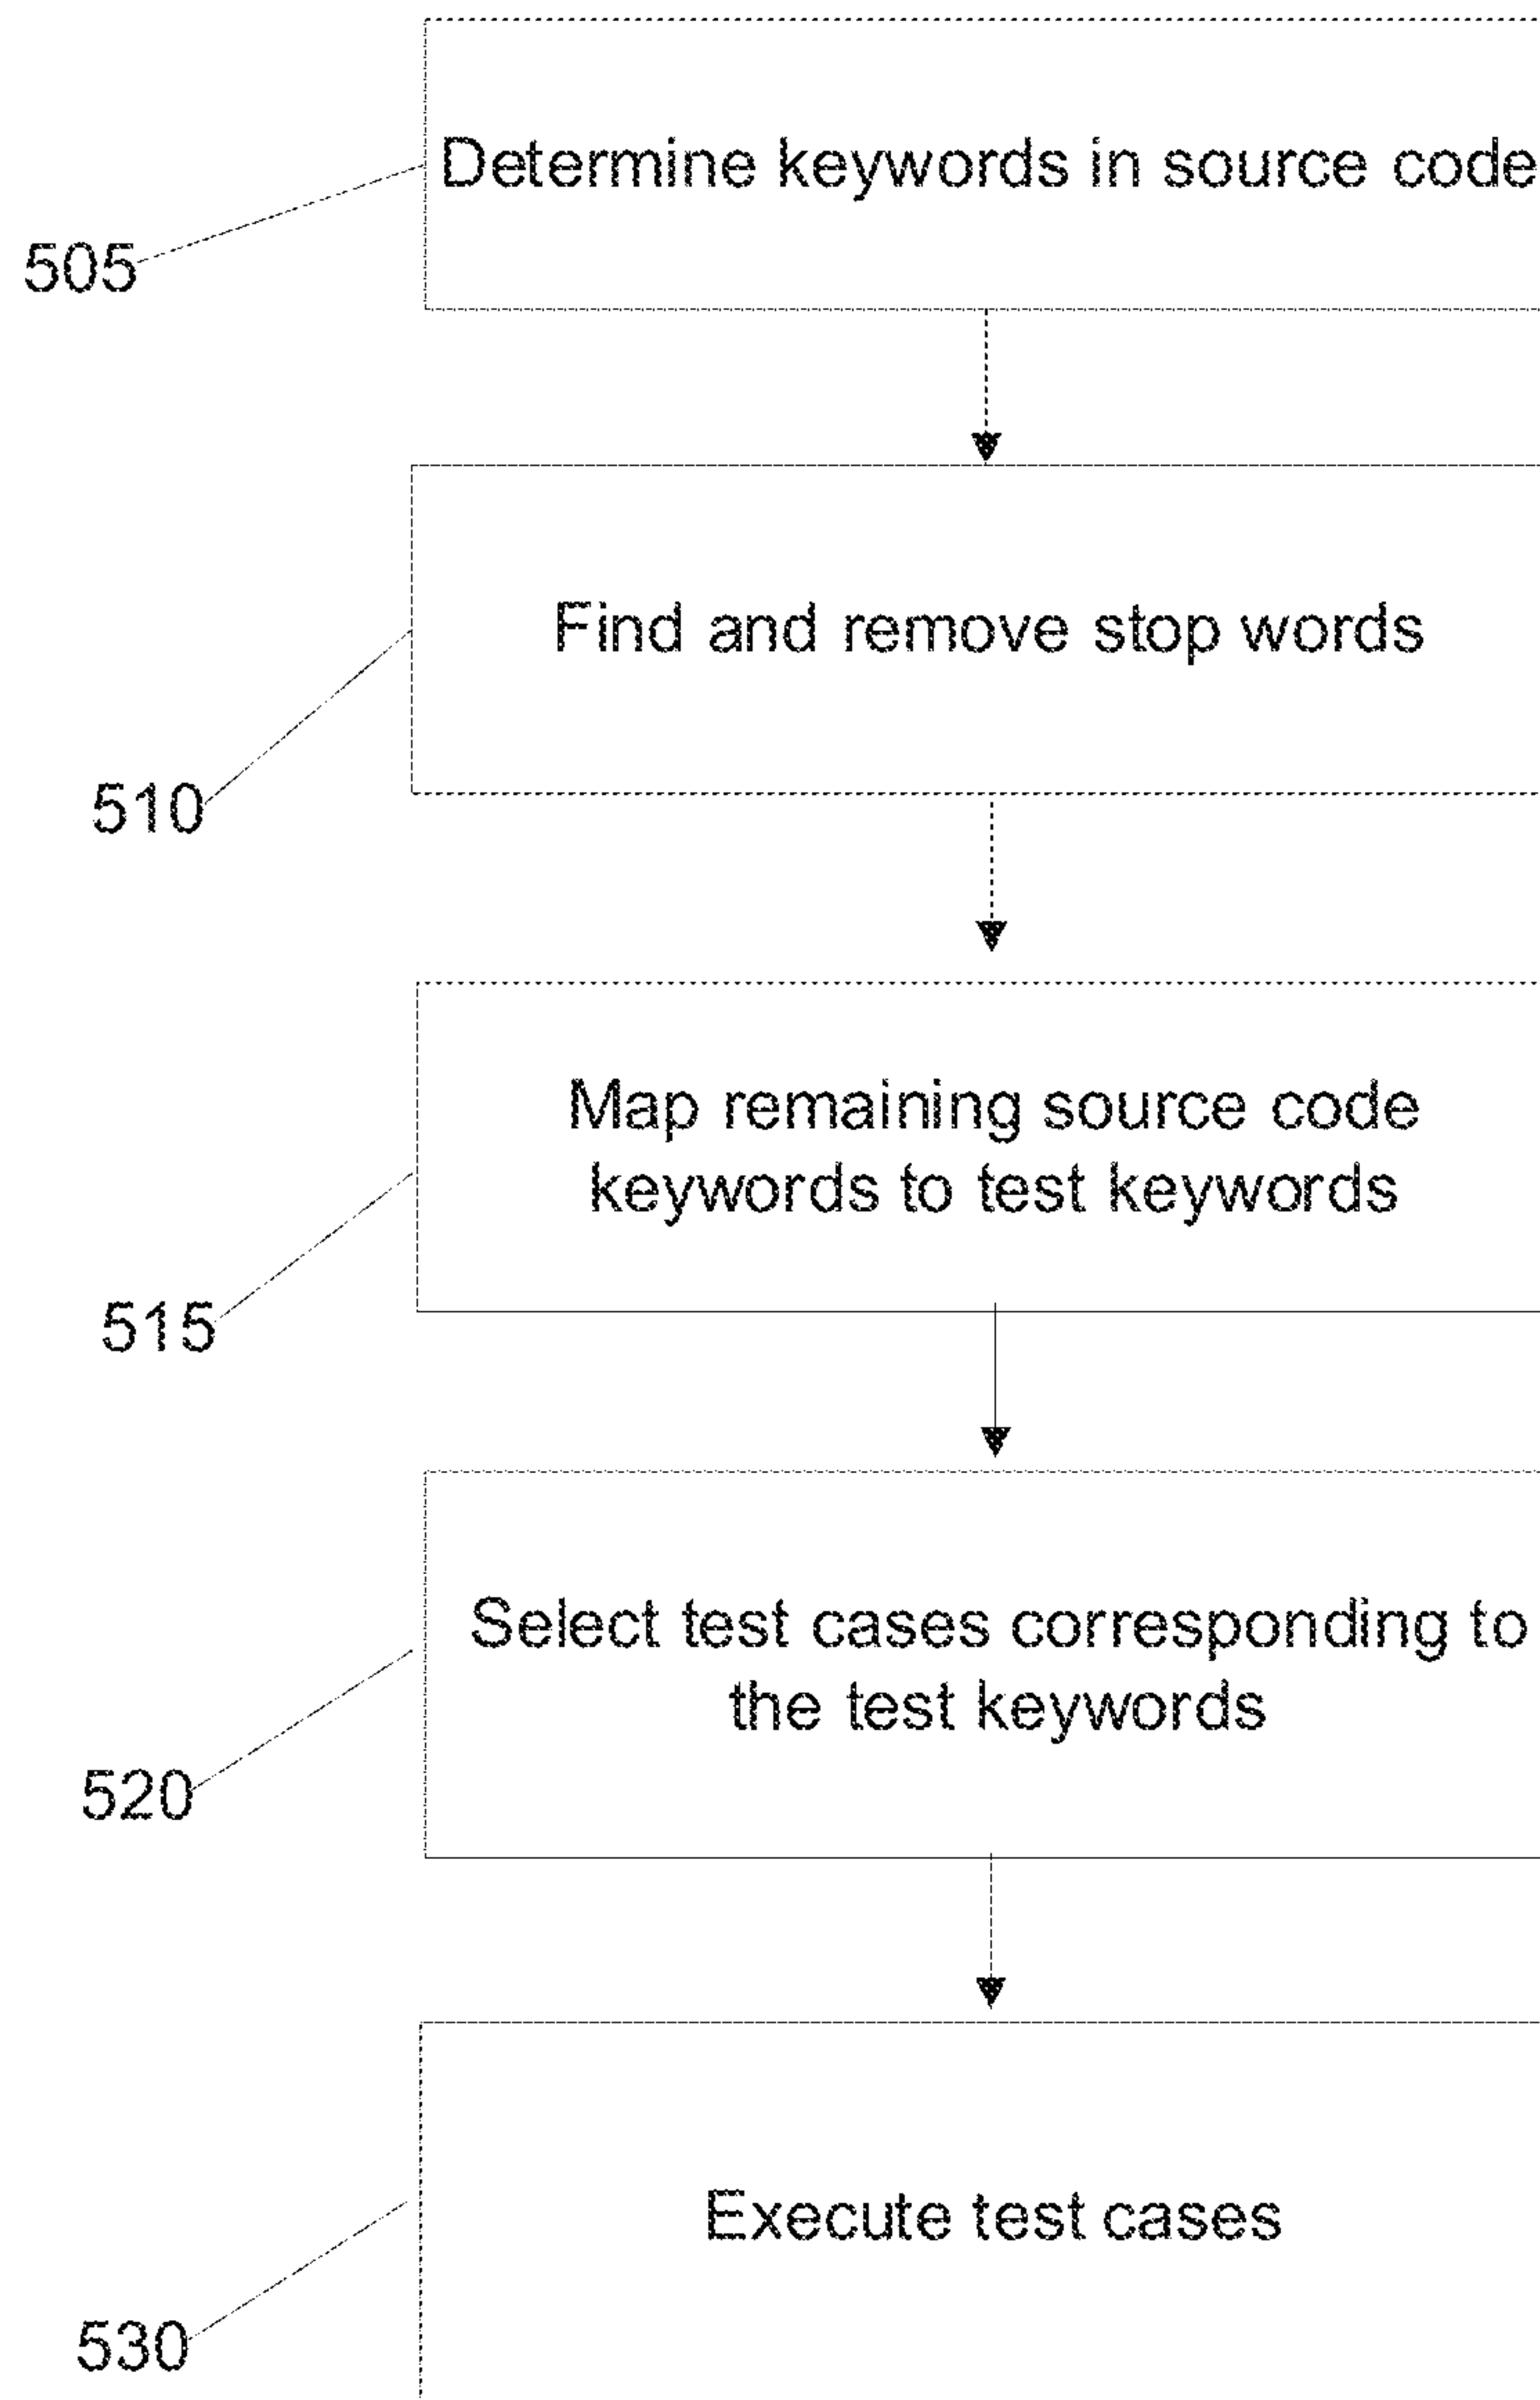 Determine keywords in source code
505
Find and remove stop words
510
Map remaining source code
keywords to test keywords
515
Select test cases corresponding to
the test keywords
520
Execute test cases
530